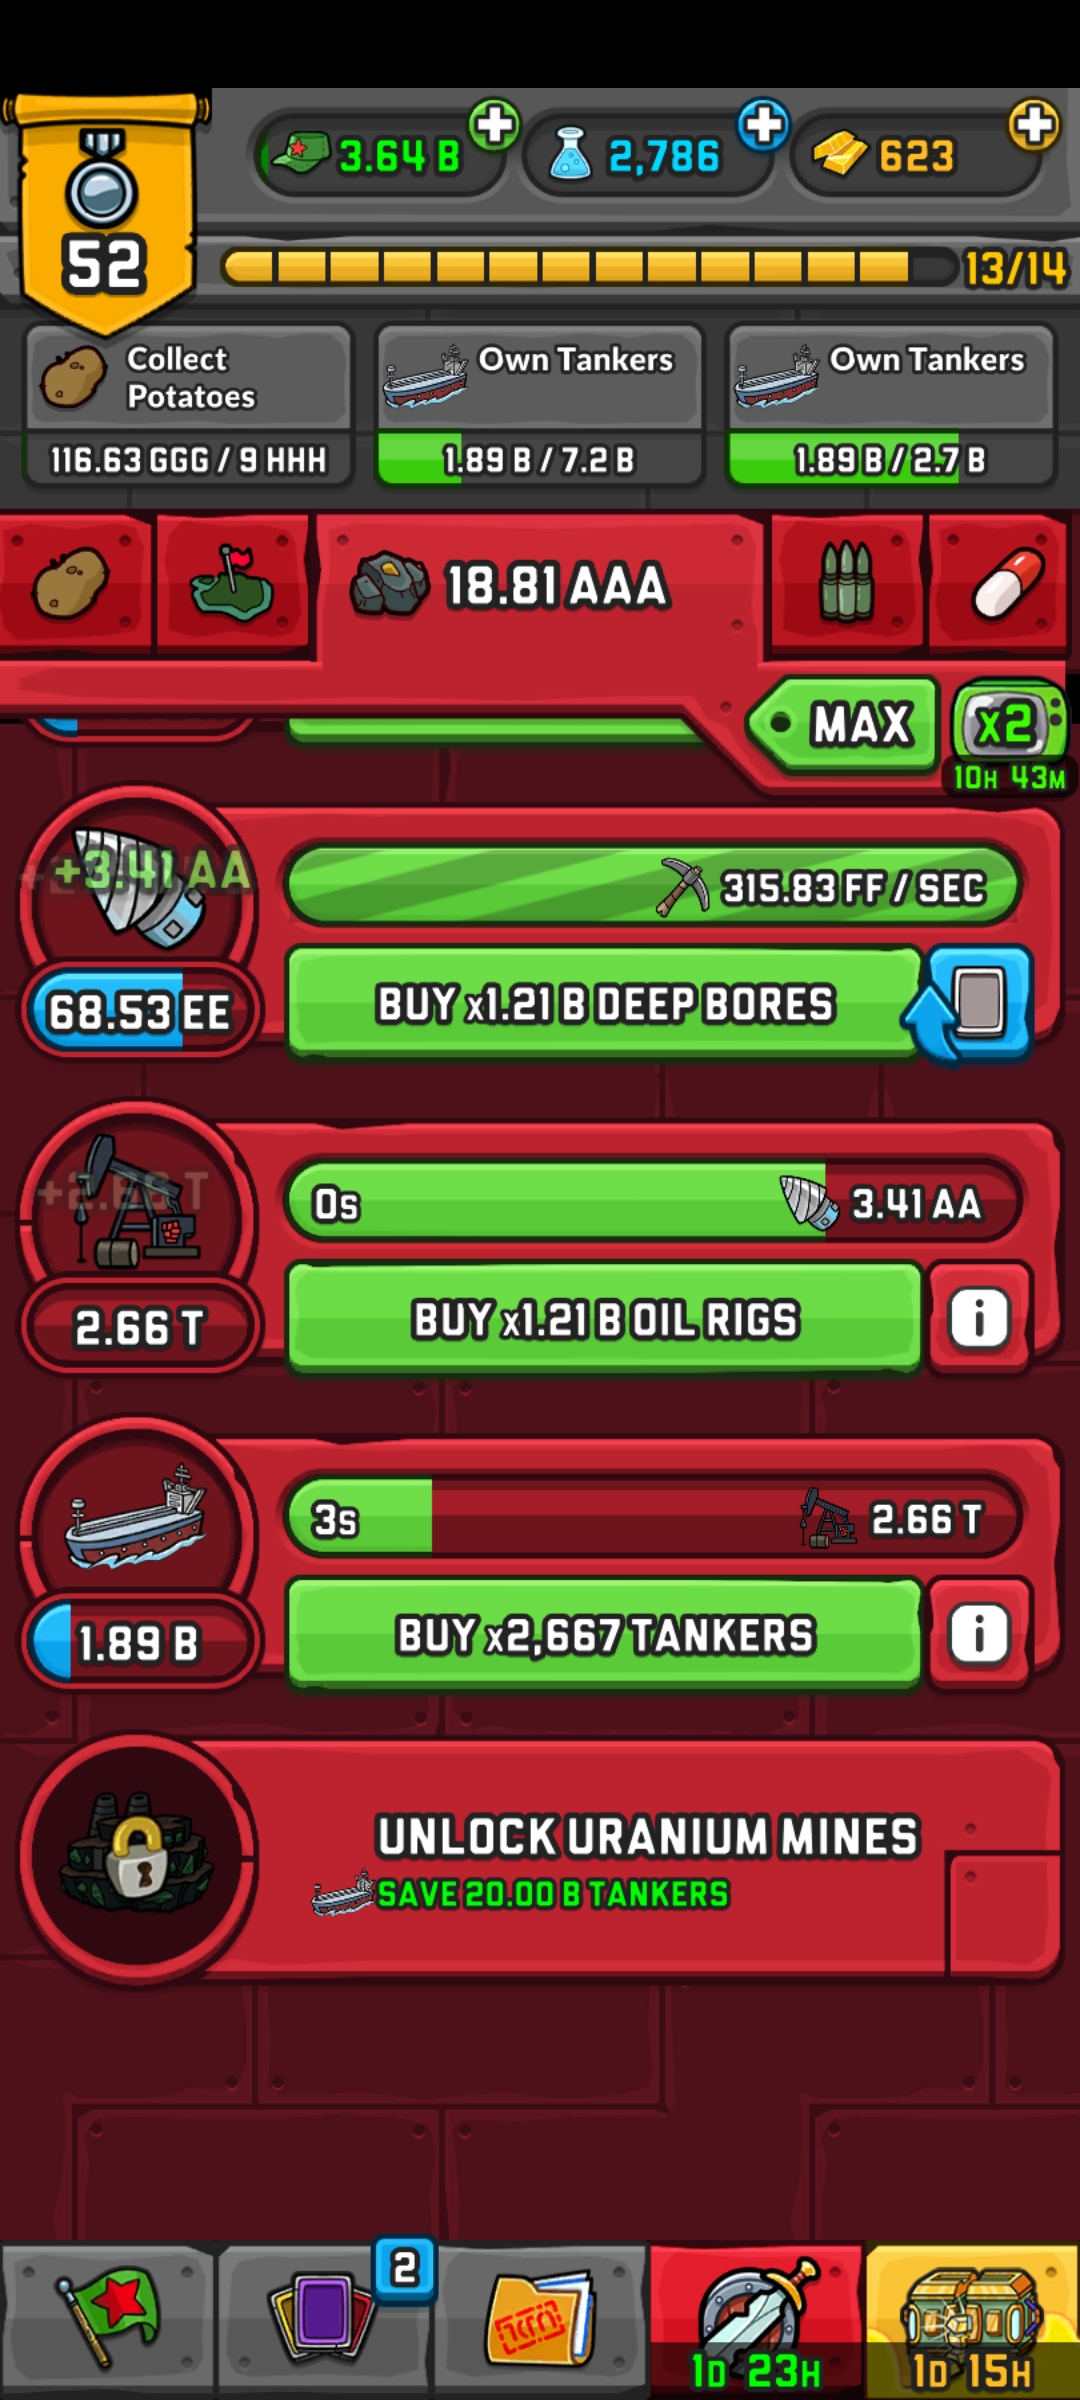 3.64 B
2,786
623
52
13/14
Collect
Potatoes
116.63 GGG / 9 HHH
Own Tankers
1.89 B / 7.2 B
Own Tankers
1.89 B / 2.7 B
18.81 AAA
MAX
x2
10H 43M
+3.41 AA
315.83 FF / SEC
68.53 EE
BUY x1.21 B DEEP BORES
+2.66 T
0s
3.41 AA
2.66 T
BUY x1.21 B OIL RIGS
i
3s
2.66 T
1.89 B
BUY x2,667 TANKERS
i
UNLOCK URANIUM MINES
SAVE 20.00 B TANKERS
2
1D 23H
1D 15H